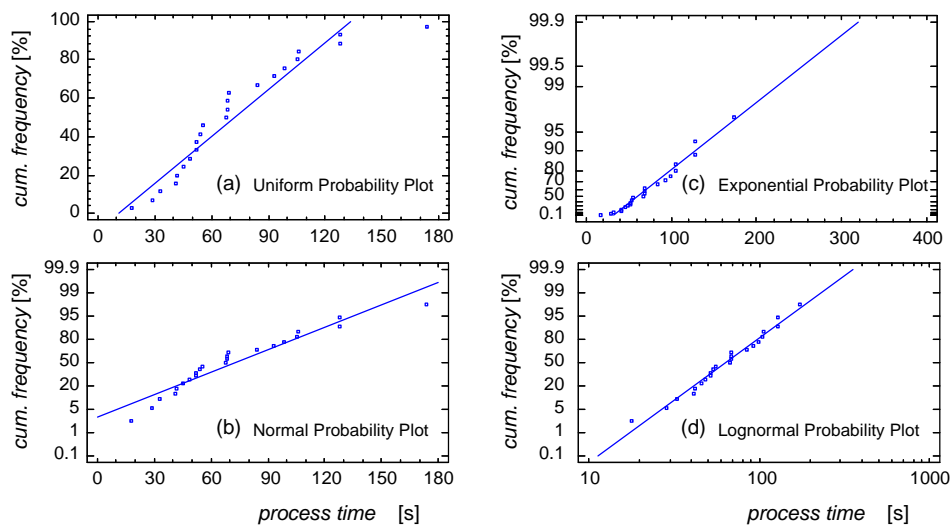 cum. frequency [%]
100
80
60
40
20
0
(a) Uniform Probability Plot
0 30 60 90 120 150 180
cum. frequency [%]
99.9
99.5
99
95
90
80
50
0.1
(c) Exponential Probability Plot
0 100 200 300 400
cum. frequency [%]
99.9
99
95
80
50
20
5
1
0.1
(b) Normal Probability Plot
0 30 60 90 120 150 180
process time [s]
cum. frequency [%]
99.9
99
95
80
50
20
5
1
0.1
(d) Lognormal Probability Plot
10 100 1000
process time [s]